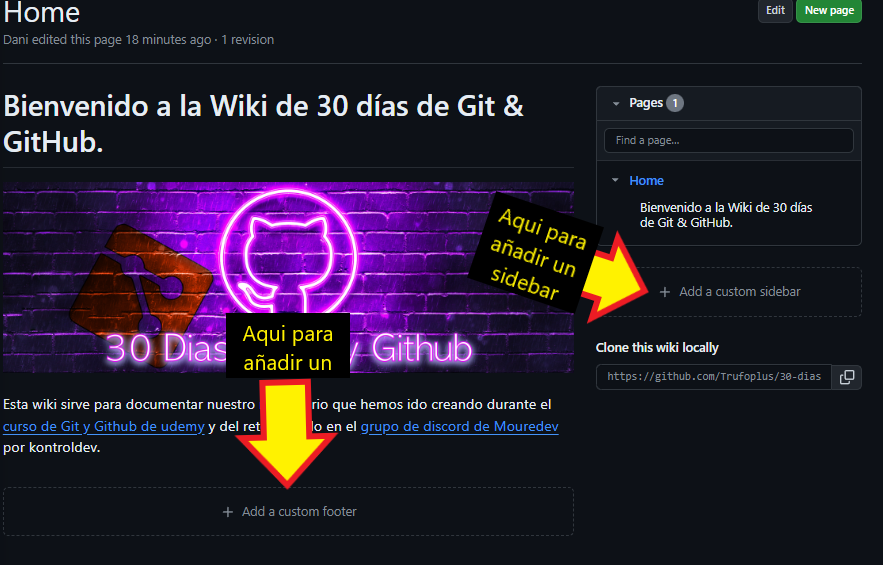 Home
Edit
New page
Dani edited this page 18 minutes ago · 1 revision
Bienvenido a la Wiki de 30 días de Git &
GitHub.
Pages 1
Find a page...
Home
Bienvenido a la Wiki de 30 días
de Git & GitHub.
Aqui para
añadir un
sidebar
+ Add a custom sidebar
30 Dias y Github
Aqui para
añadir un
Clone this wiki locally
https://github.com/Trufoplus/30-dias
Esta wiki sirve para documentar nuestro rio que hemos ido creando durante el
curso de Git y Github de udemy y del ret do en el grupo de discord de Mouredev
por kontroldev.
+ Add a custom footer